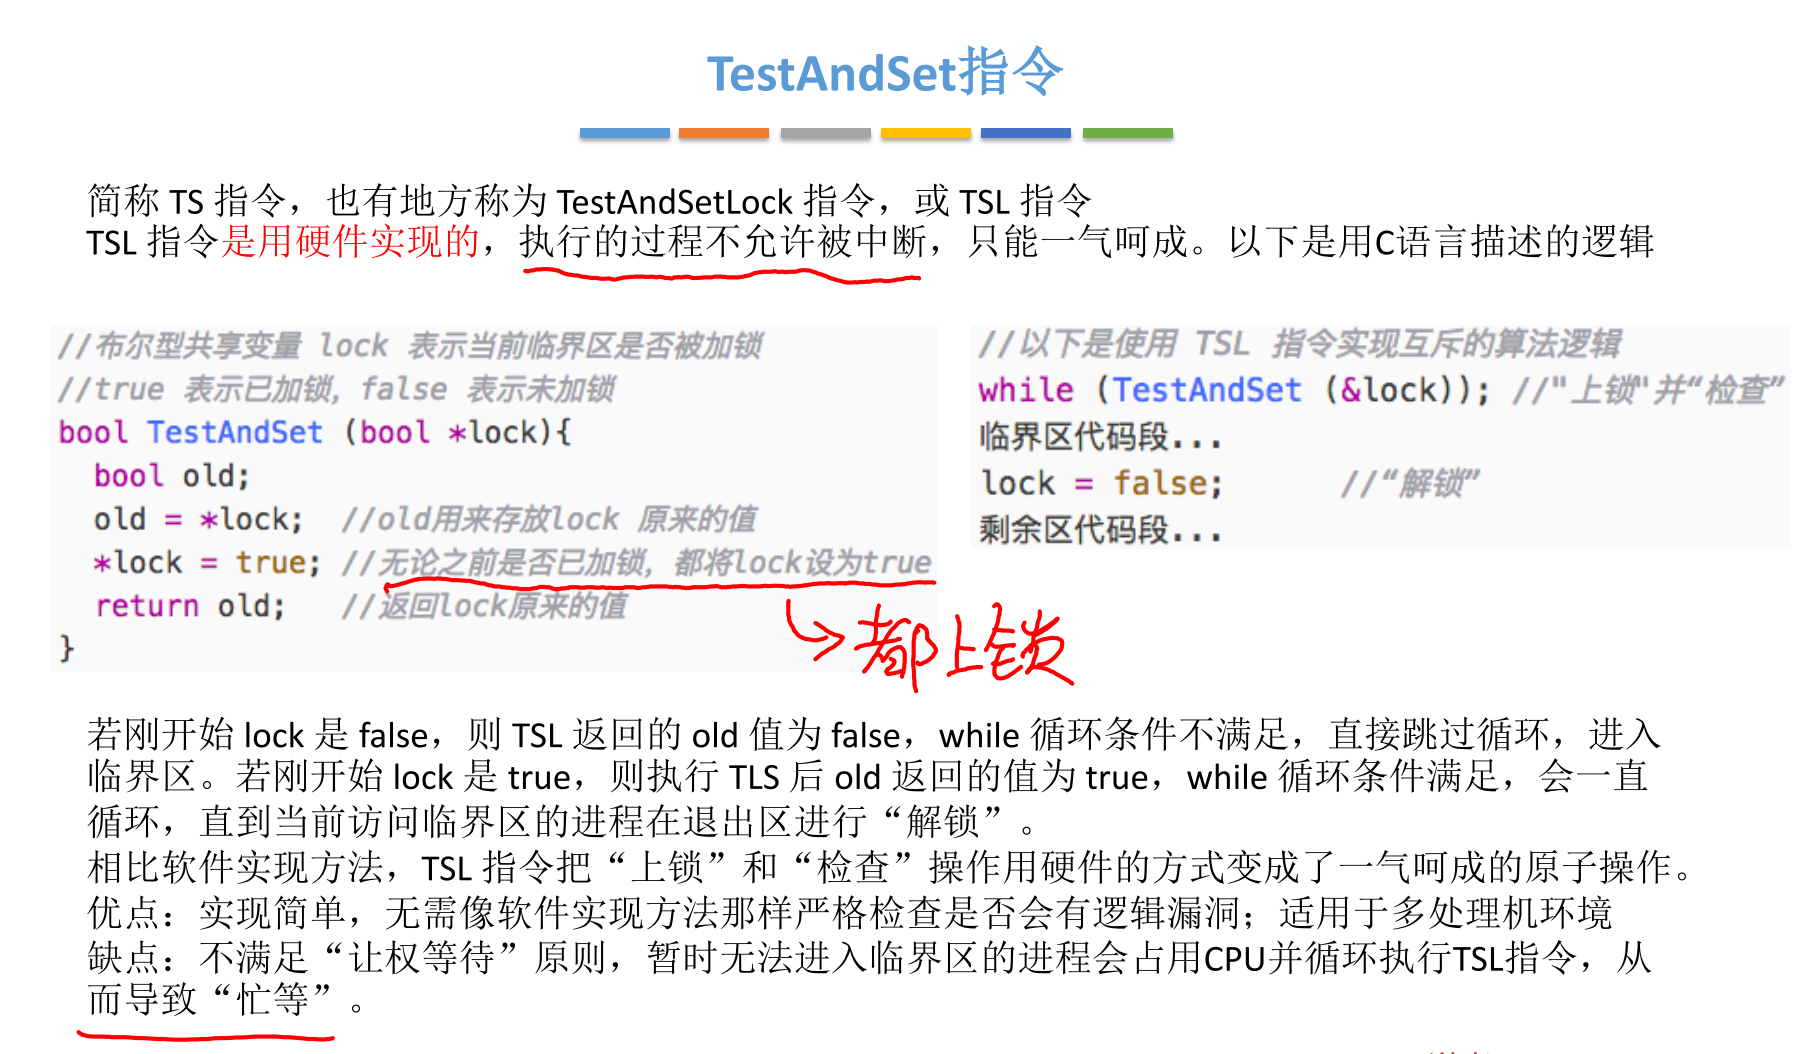 TestAndSet指令
简称 TS 指令，也有地方称为 TestAndSetLock 指令，或 TSL 指令
TSL 指令是用硬件实现的，执行的过程不允许被中断，只能一气呵成。以下是用C语言描述的逻辑
//布尔型共享变量 lock 表示当前临界区是否被加锁
//true 表示已加锁，false 表示未加锁
bool TestAndSet (bool *lock){
bool old;
old = *lock; //old用来存放lock 原来的值
*lock = true; //无论之前是否已加锁，都将lock设为true
return old; //返回lock原来的值
}
都上锁
//以下是使用 TSL 指令实现互斥的算法逻辑
while (TestAndSet (&lock)); //"上锁"并“检查”
临界区代码段...
lock = false; //“解锁”
剩余区代码段...
若刚开始 lock 是 false，则 TSL 返回的 old 值为 false，while 循环条件不满足，直接跳过循环，进入
临界区。若刚开始 lock 是 true，则执行 TLS 后 old 返回的值为 true，while 循环条件满足，会一直
循环，直到当前访问临界区的进程在退出区进行“解锁”。
相比软件实现方法，TSL 指令把“上锁”和“检查”操作用硬件的方式变成了一气呵成的原子操作。
优点：实现简单，无需像软件实现方法那样严格检查是否会有逻辑漏洞；适用于多处理机环境
缺点：不满足“让权等待”原则，暂时无法进入临界区的进程会占用CPU并循环执行TSL指令，从
而导致“忙等”。